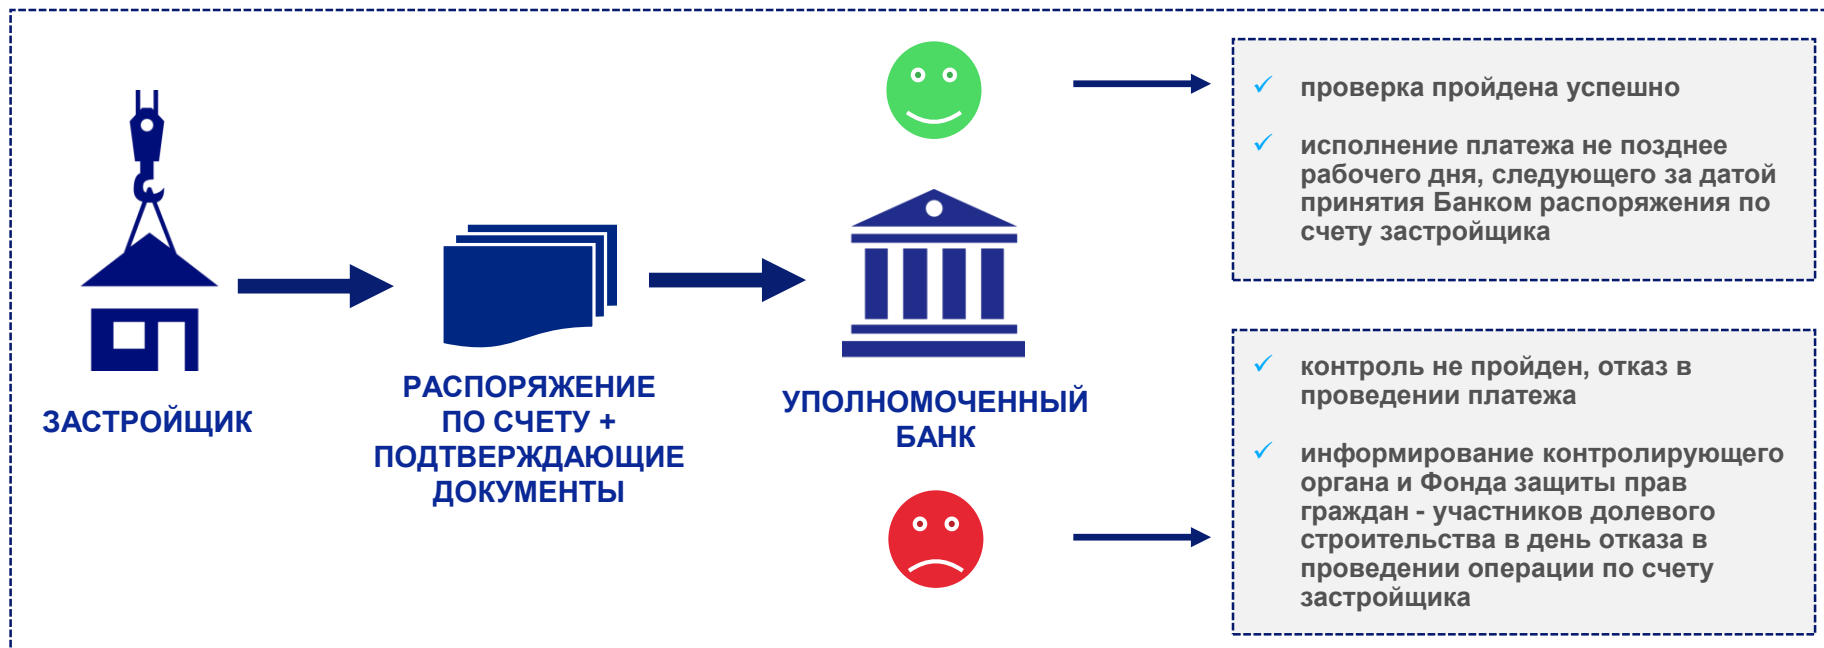 ЗАСТРОЙЩИК
РАСПОРЯЖЕНИЕ
ПО СЧЕТУ +
ПОДТВЕРЖДАЮЩИЕ
ДОКУМЕНТЫ
УПОЛНОМОЧЕННЫЙ
БАНК
проверка пройдена успешно
исполнение платежа не позднее
рабочего дня, следующего за датой
принятия Банком распоряжения по
счету застройщика
контроль не пройден, отказ в
проведении платежа
информирование контролирующего
органа и Фонда защиты прав
граждан - участников долевого
строительства в день отказа в
проведении операции по счету
застройщика